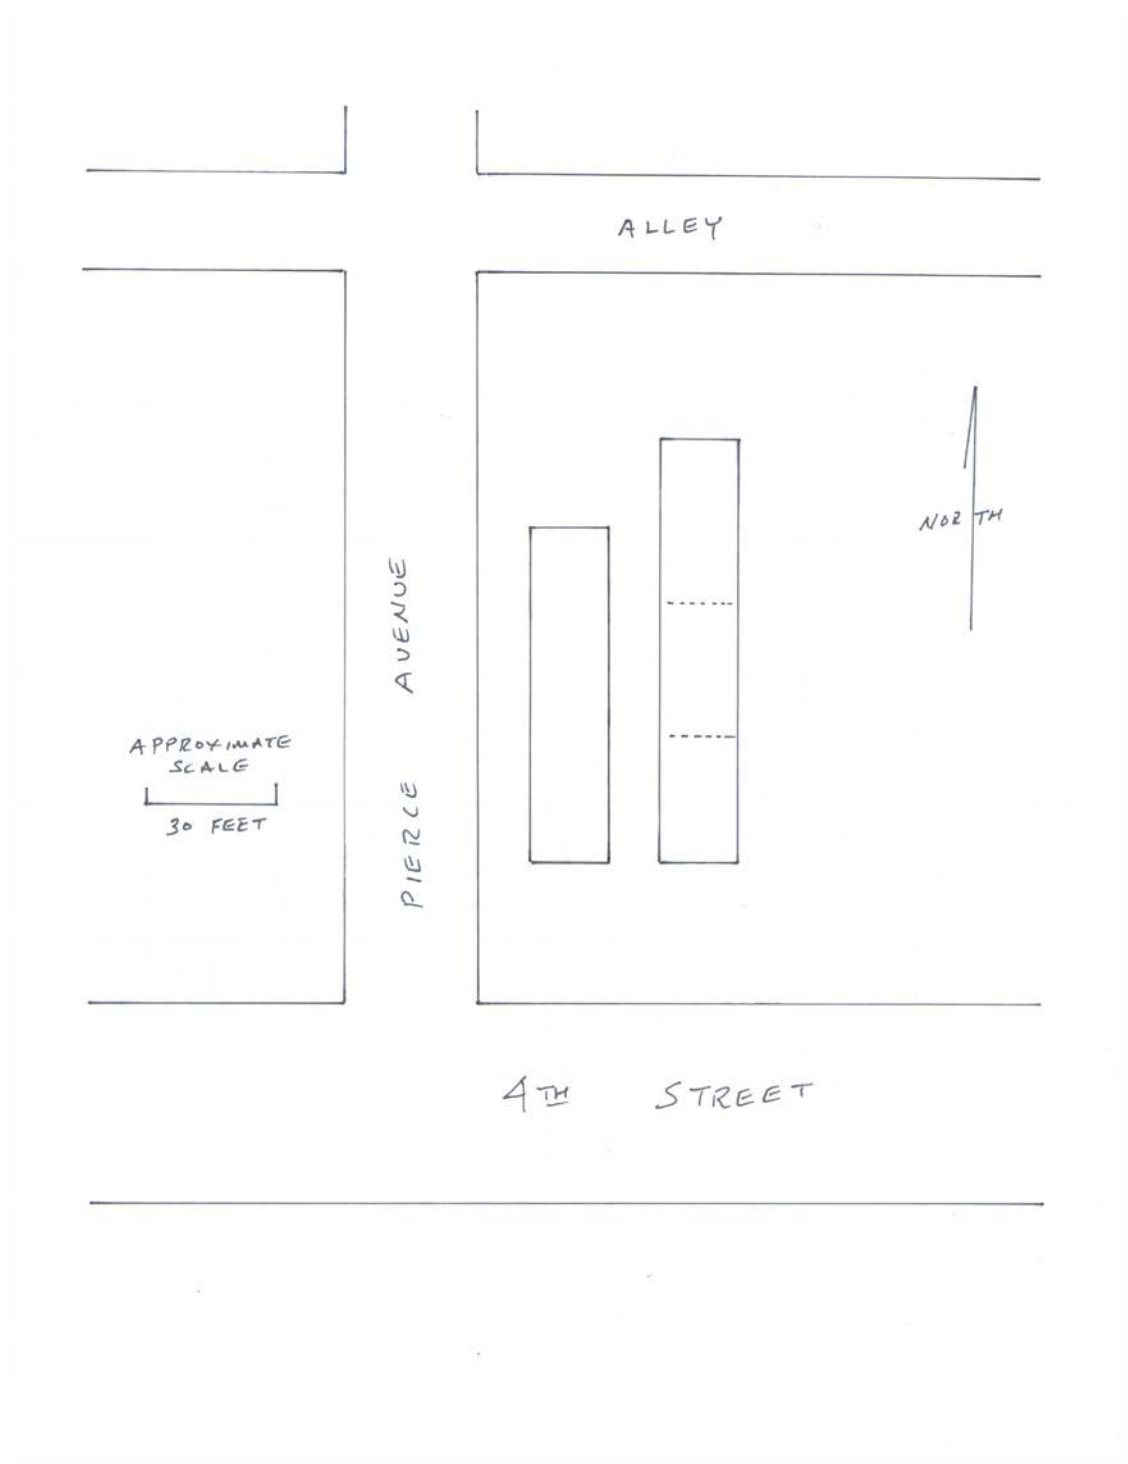 ALLEY
NORTH
PIERCE AVENUE
APPROXIMATE
SCALE
30 FEET
4TH STREET